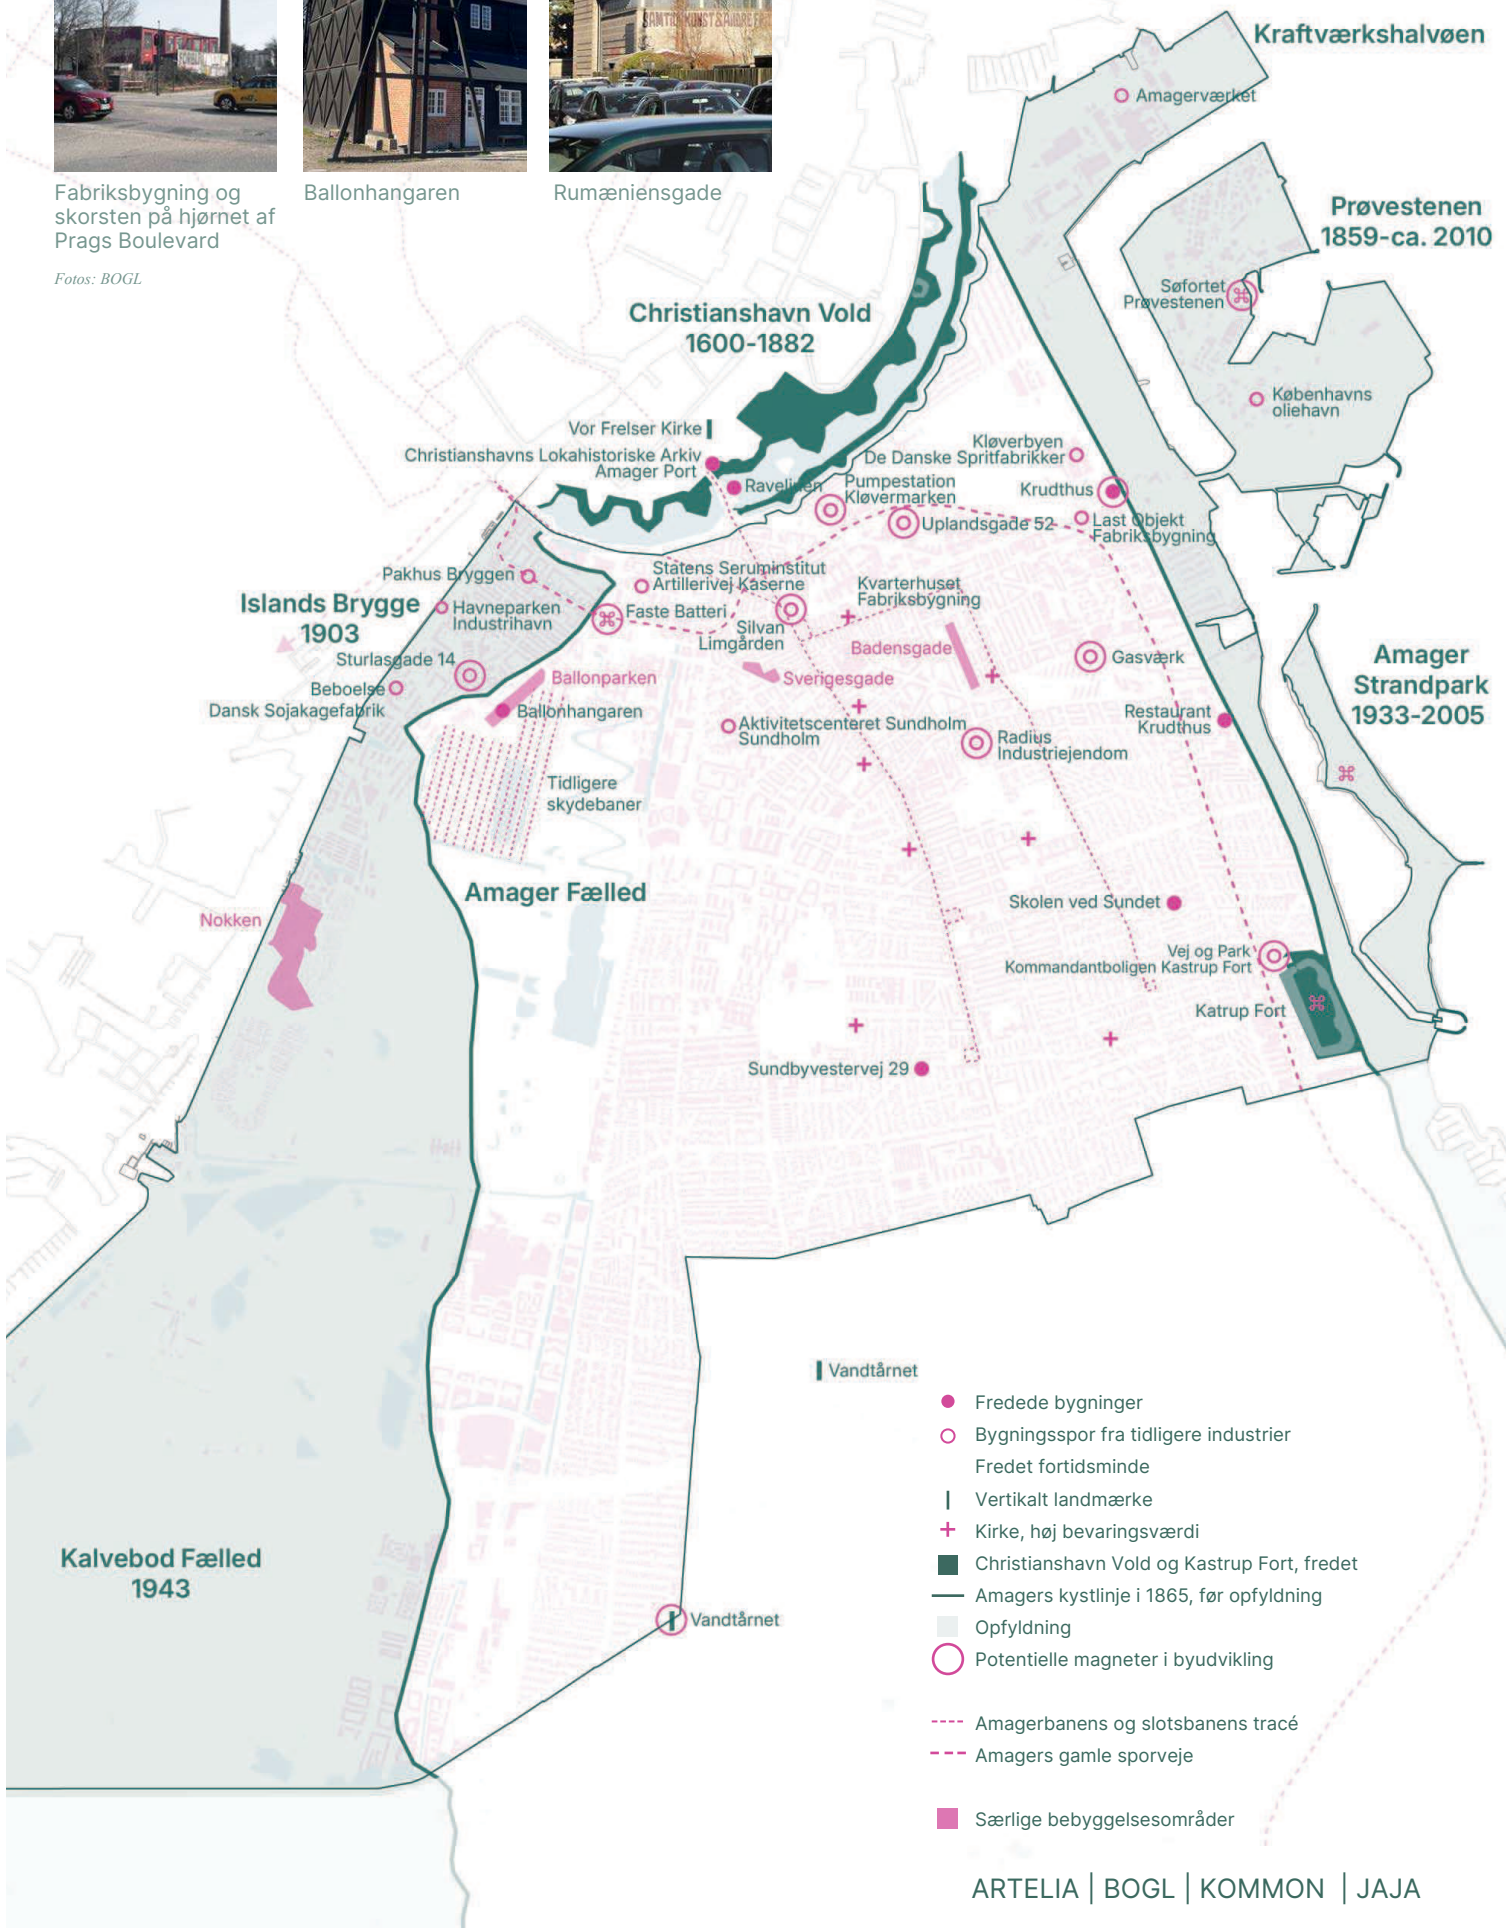 SAMTIDSKUNST & ANDRE
Fabriksbygning og
skorsten på hjørnet af
Prags Boulevard
Ballonhangaren
Rumæniensgade
Fotos: BOGL
Kraftværkshalvøen
Amagerværket
Prøvestenen
1859-ca. 2010
Søfortet
Prøvestenen
Københavns
oliehavn
Christianshavn Vold
1600-1882
Vor Frelser Kirke
Christianshavns Lokahistoriske Arkiv
Amager Port
Ravelinen
Pumpestation
Kløvermarken
Kløverbyen
De Danske Spritfabrikker
Krudthus
Uplandsgade 52
Last Objekt
Fabriksbygning
Pakhus Bryggen
Islands Brygge
1903
Havneparken
Industrihavn
Statens Seruminstitut
Artillerivej Kaserne
Faste Batteri
Silvan
Limgården
Kvarterhuset
Fabriksbygning
Sturlasgade 14
Beboelse
Dansk Sojakagefabrik
Ballonparken
Ballonhangaren
Sverigesgade
Badensgade
Gasværk
Amager
Strandpark
1933-2005
Restaurant
Krudthus
Aktivitetscenteret Sundholm
Sundholm
Radius
Industriejendom
Tidligere
skydebaner
Amager Fælled
Nokken
Skolen ved Sundet
Vej og Park
Kommandantboligen Kastrup Fort
Katrup Fort
Sundbyvestervej 29
Vandtårnet
Kalvebod Fælled
1943
Vandtårnet
Fredede bygninger
Bygningsspor fra tidligere industrier
Fredet fortidsminde
Vertikalt landmærke
Kirke, høj bevaringsværdi
Christianshavn Vold og Kastrup Fort, fredet
Amagers kystlinje i 1865, før opfyldning
Opfyldning
Potentielle magneter i byudvikling
Amagerbanens og slotsbanens tracé
Amagers gamle sporveje
Særlige bebyggelsesområder
ARTELIA | BOGL | KOMMON | JAJA